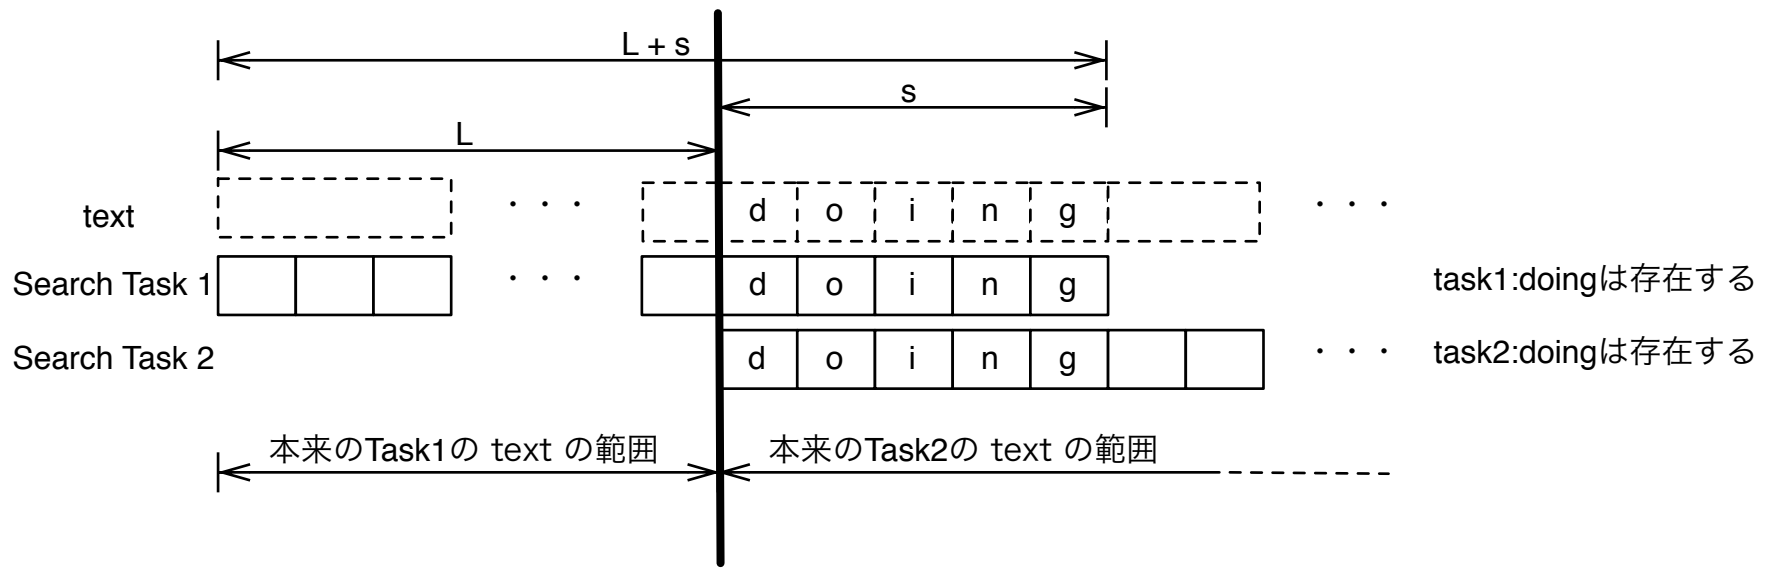 L + s
s
L
text ・・・ d o i n g ・・・
Search Task 1 ・・・ d o i n g task1:doingは存在する
Search Task 2 d o i n g ・・・ task2:doingは存在する
本来のTask1の text の範囲 本来のTask2の text の範囲